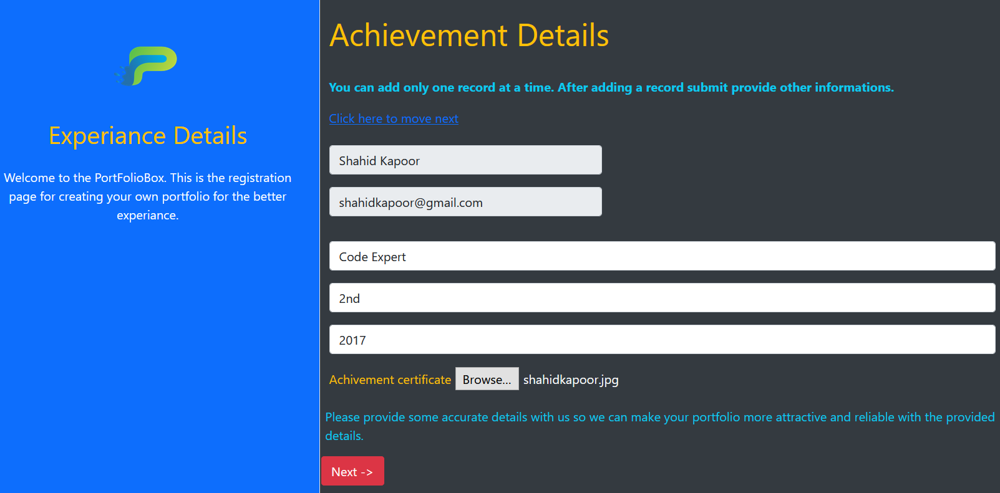 Experiance Details
Welcome to the PortFolioBox. This is the registration
page for creating your own portfolio for the better
experiance.
Achievement Details
You can add only one record at a time. After adding a record submit provide other informations.
Click here to move next
Shahid Kapoor
shahidkapoor@gmail.com
Code Expert
2nd
2017
Achivement certificate Browse... shahidkapoor.jpg
Please provide some accurate details with us so we can make your portfolio more attractive and reliable with the provided
details.
Next ->